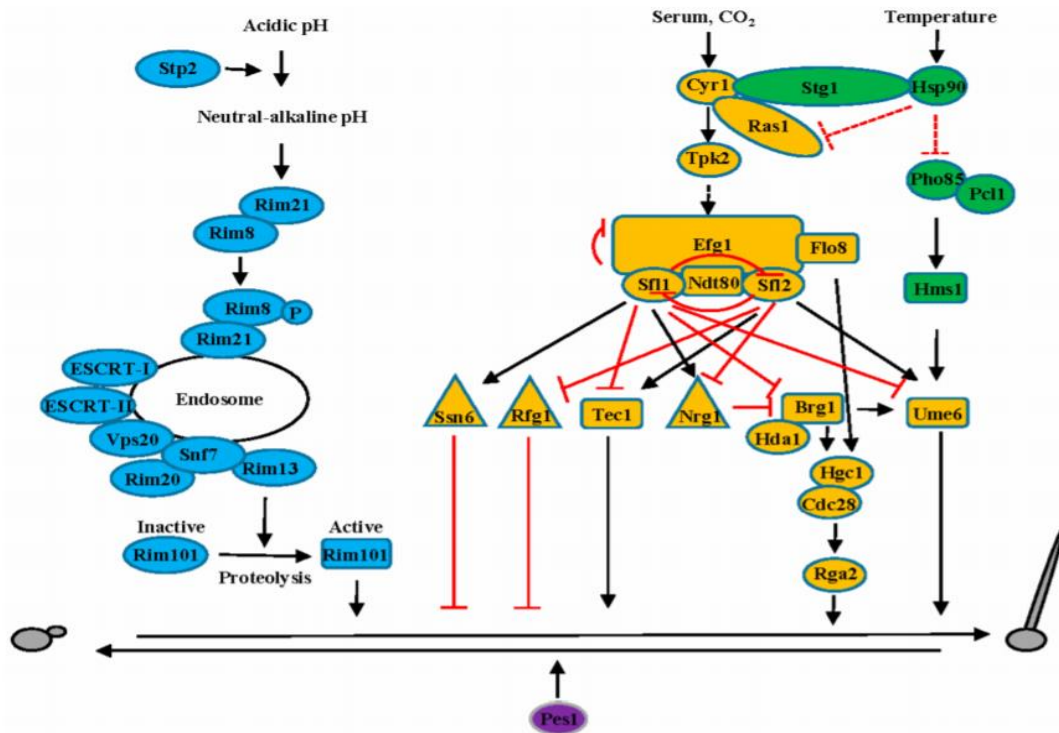 Acidic pH
Serum, CO₂
Temperature
Stp2
Cyr1
Stg1
Hsp90
Ras1
Neutral-alkaline pH
Tpk2
Pho85
Pcl1
Rim21
Rim8
Efg1
Flo8
Sfl1
Ndt80
Sfl2
Hms1
Rim8
P
Rim21
ESCRT-I
Endosome
ESCRT-II
Ssn6
Rfg1
Tec1
Nrg1
Brg1
Ume6
Vps20
Hda1
Snf7
Rim20
Rim13
Hgc1
Cdc28
Inactive
Active
Rim101
Rim101
Proteolysis
Rga2
Pes1